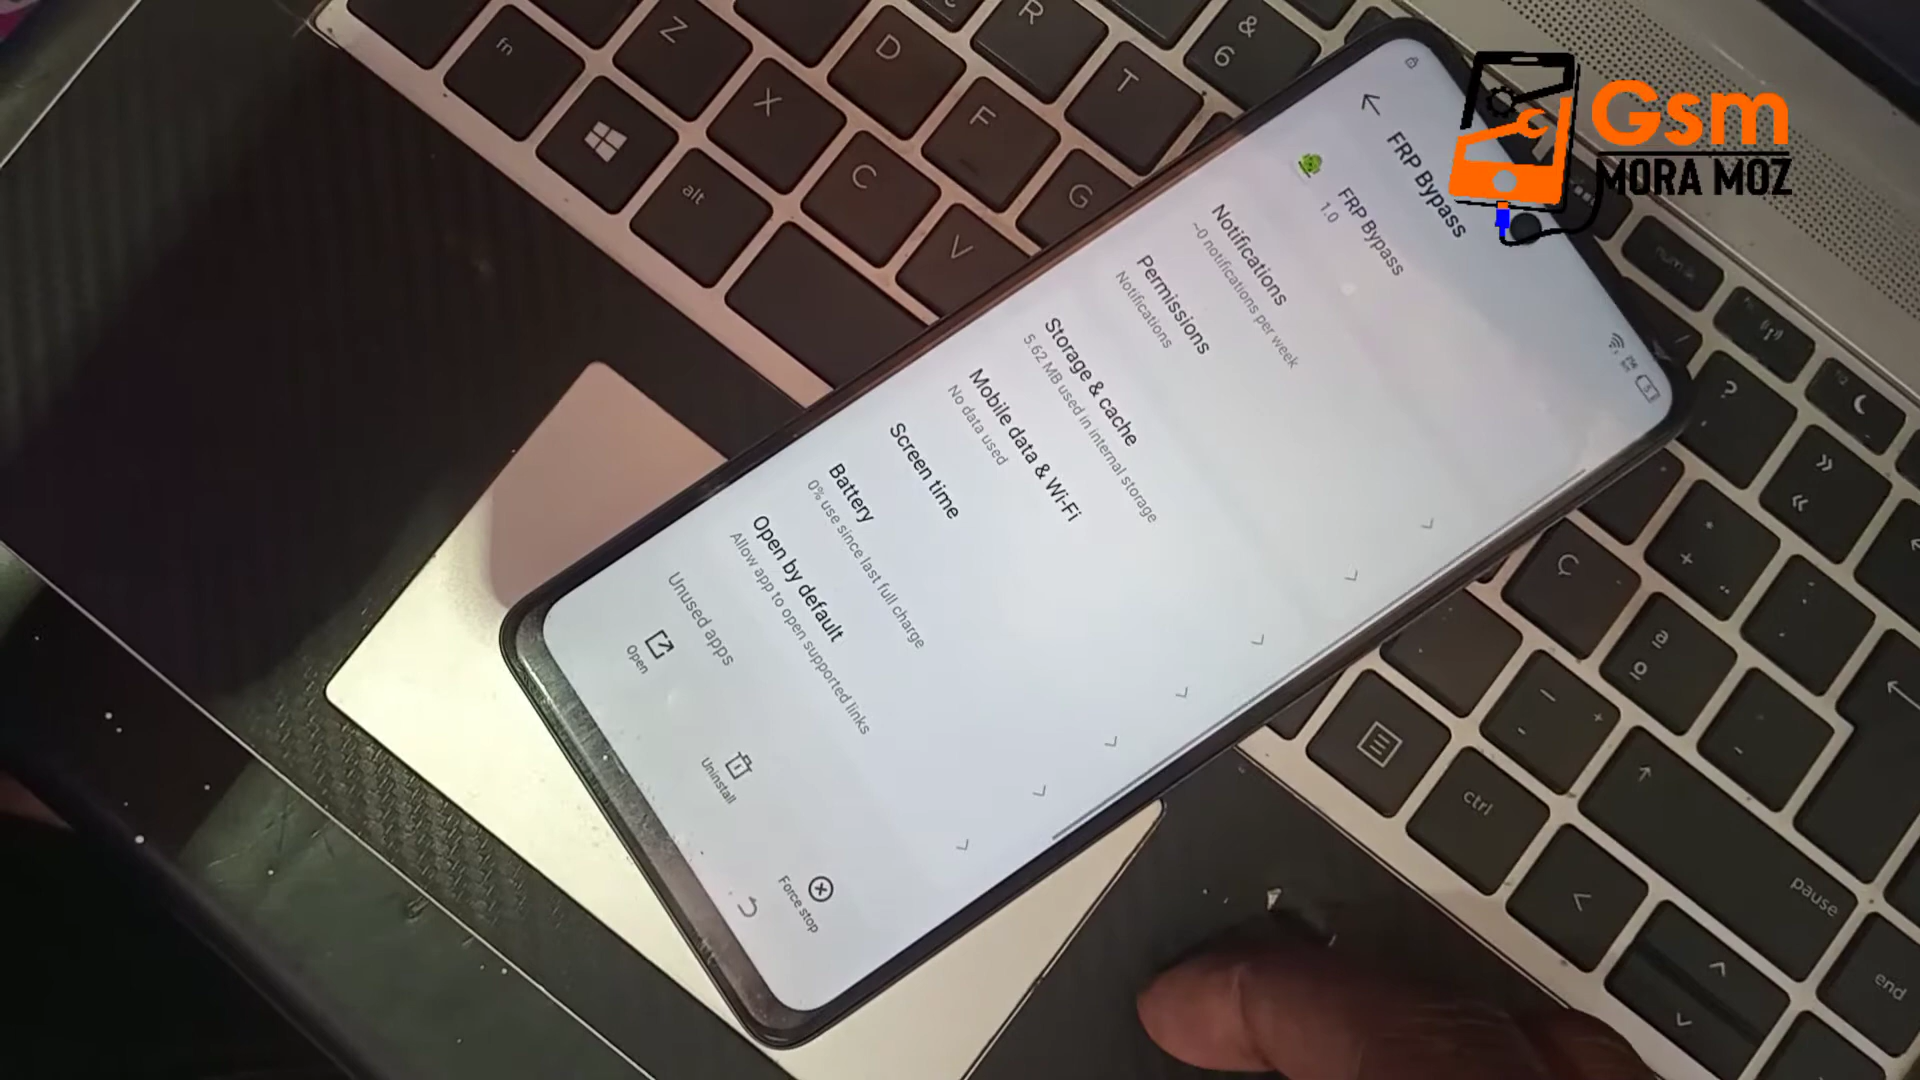 Gsm
MORA MOZ
FRP Bypass
FRP Bypass
1.0
Notifications
~0 notifications per week
Permissions
Notifications
Storage & cache
5.62 MB used in internal storage
Mobile data & Wi-Fi
No data used
Screen time
Battery
0% use since last full charge
Open by default
Allow app to open supported links
Unused apps
Open
Uninstall
Force stop
fn
Z
D
R
&
6
X
F
T
alt
C
G
V
?
»
«
*
+
Ç
ª
º
ctrl
<
pause
end